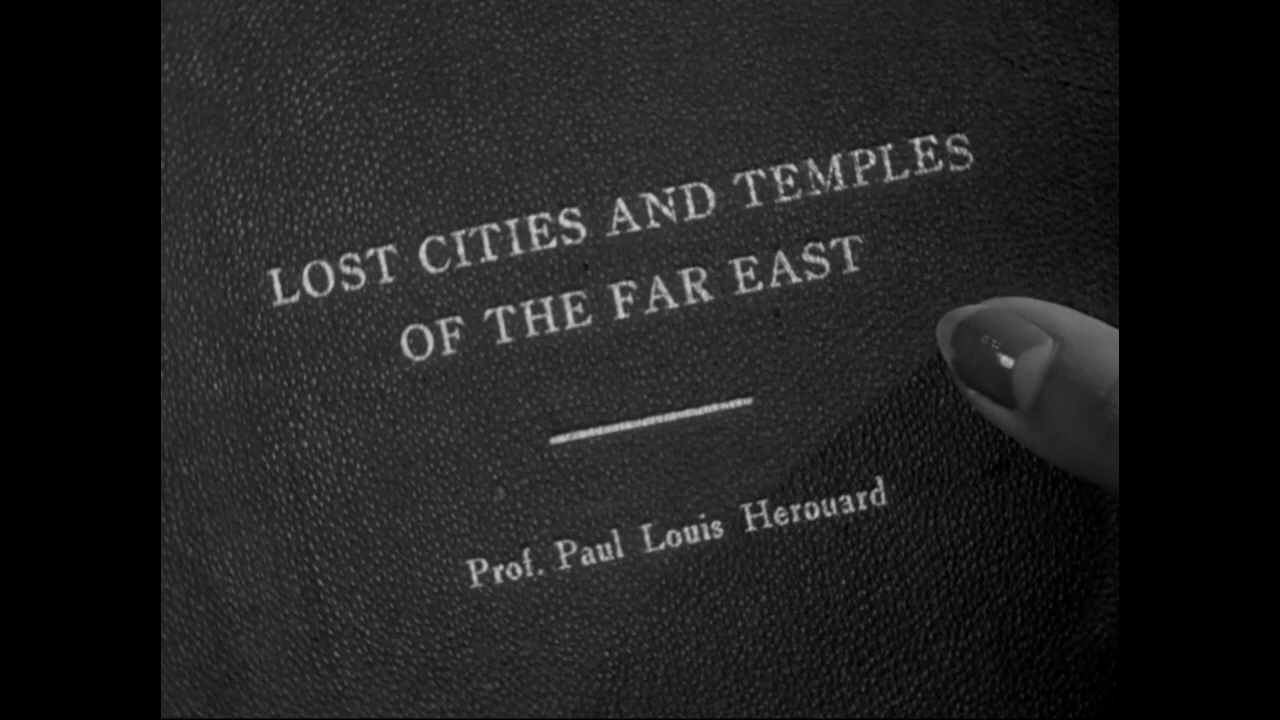 LOST CITIES AND TEMPLES
OF THE FAR EAST
Prof. Paul Louis Herouard